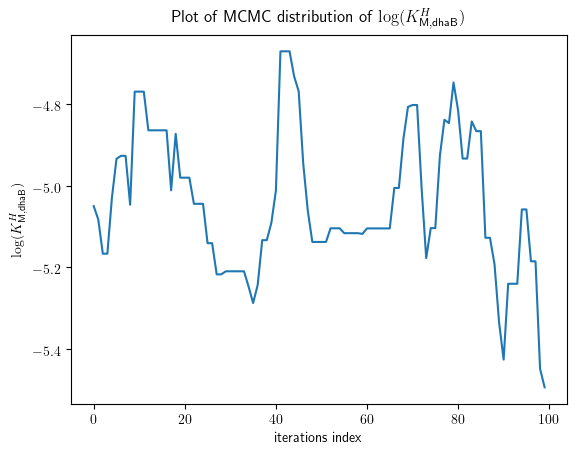 Plot of MCMC distribution of log(K^H_M,dhaB)
log(K^H_M,dhaB)
−4.8
−5.0
−5.2
−5.4
0 20 40 60 80 100
iterations index